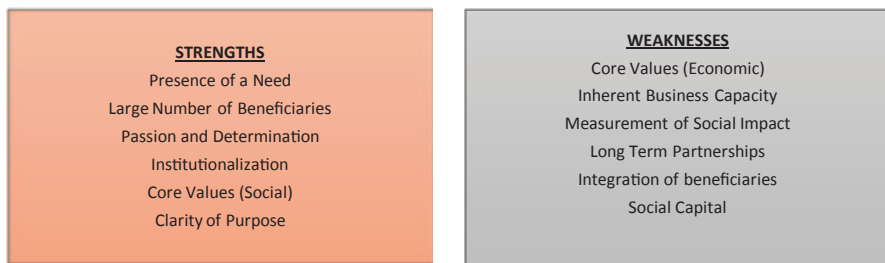 STRENGTHS
Presence of a Need
Large Number of Beneficiaries
Passion and Determination
Institutionalization
Core Values (Social)
Clarity of Purpose
WEAKNESSES
Core Values (Economic)
Inherent Business Capacity
Measurement of Social Impact
Long Term Partnerships
Integration of beneficiaries
Social Capital